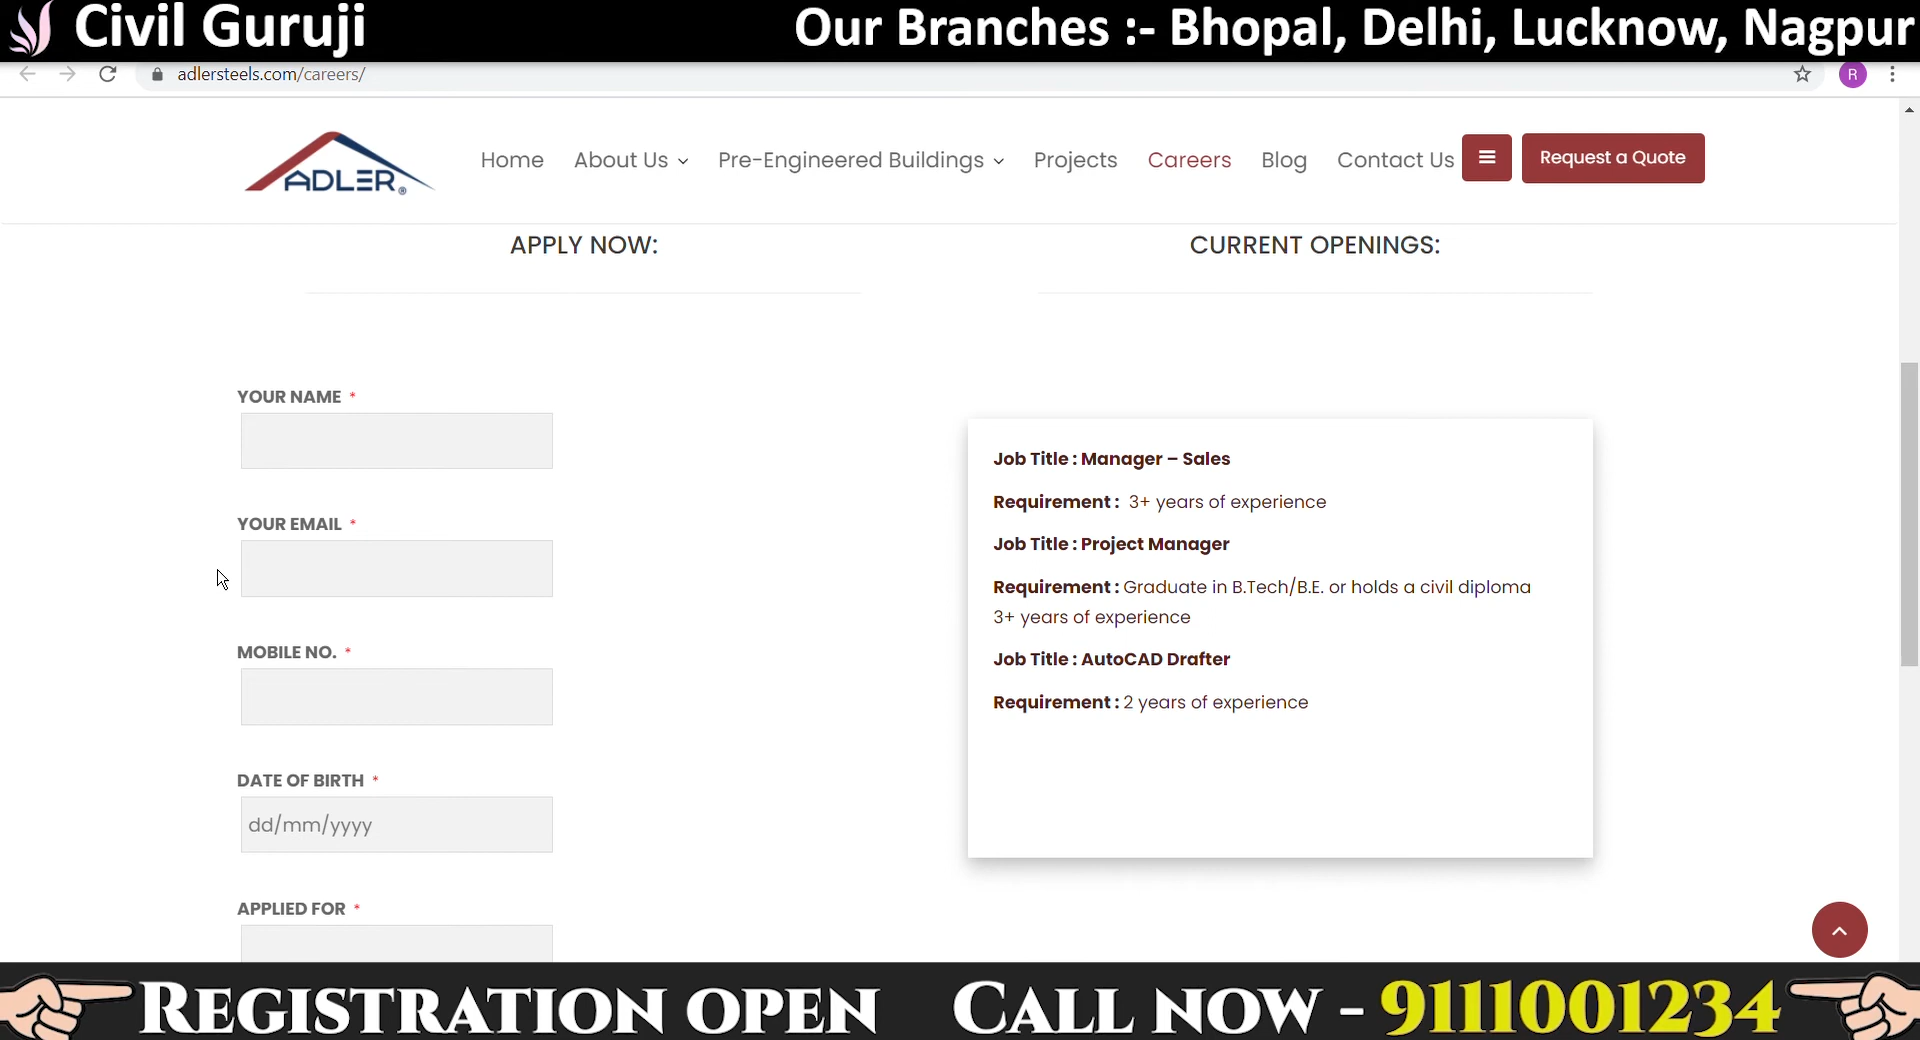 Civil Guruji
Our Branches :- Bhopal, Delhi, Lucknow, Nagpur
adlersteels.com/careers/
R
ADLER®
Home
About Us
Pre-Engineered Buildings
Projects
Careers
Blog
Contact Us
Request a Quote
APPLY NOW:
CURRENT OPENINGS:
YOUR NAME *
YOUR EMAIL *
MOBILE NO. *
DATE OF BIRTH *
dd/mm/yyyy
APPLIED FOR *
Job Title : Manager – Sales
Requirement : 3+ years of experience
Job Title : Project Manager
Requirement : Graduate in B.Tech/B.E. or holds a civil diploma
3+ years of experience
Job Title : AutoCAD Drafter
Requirement : 2 years of experience
REGISTRATION OPEN
CALL NOW - 9111001234